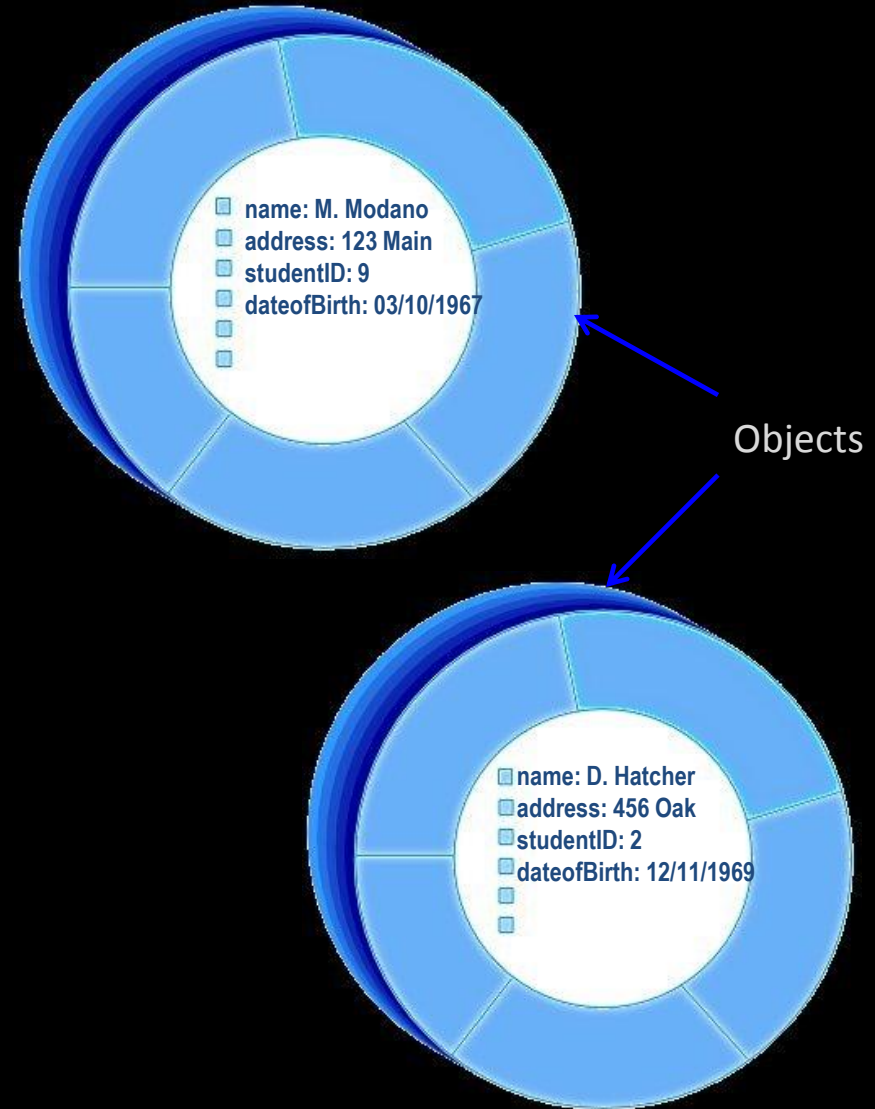 name: M. Modano
address: 123 Main
studentID: 9
dateofBirth: 03/10/1967
Objects
name: D. Hatcher
address: 456 Oak
studentID: 2
dateofBirth: 12/11/1969